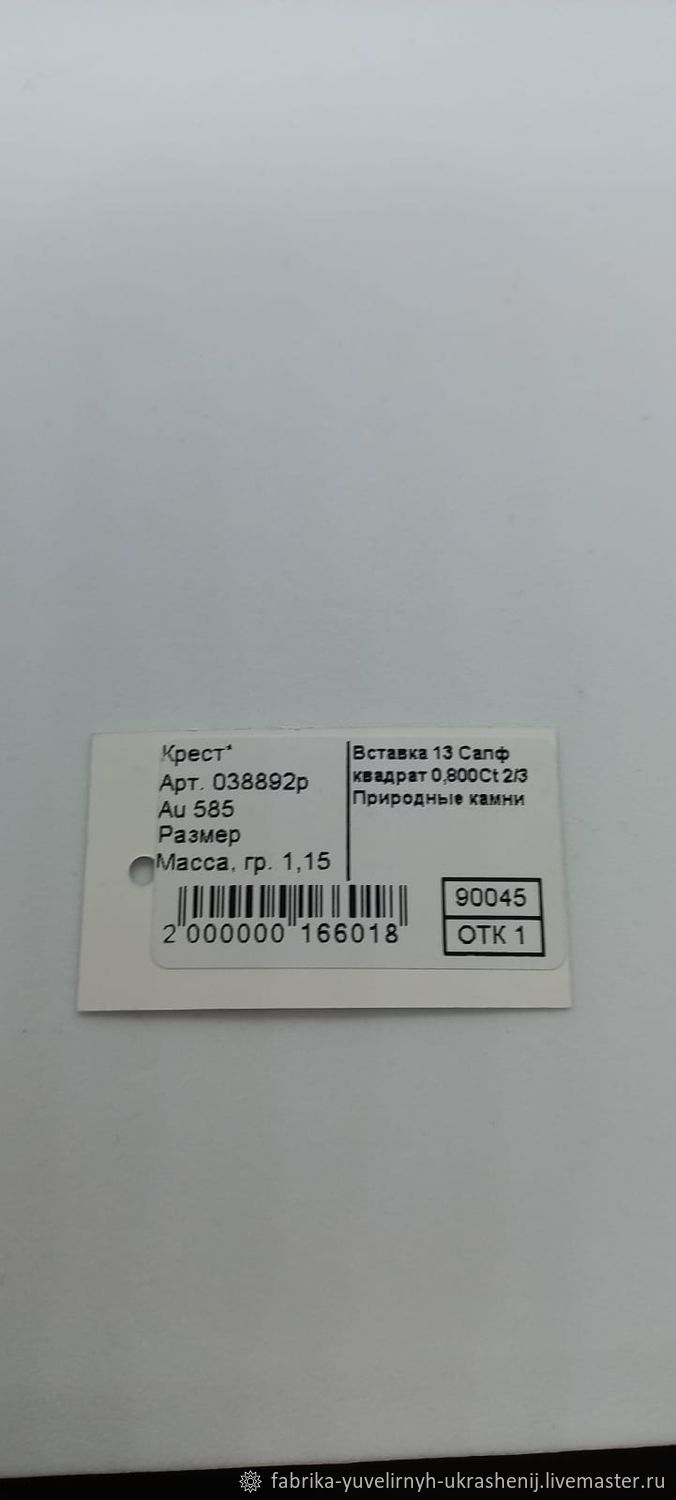 Крест*
Арт. 038892р
Au 585
Размер
Масса, гр. 1,15
Вставка 13 Сапф
квадрат 0,800Ct 2/3
Природные камни
2 000000 166018
90045
ОТК 1
fabrika-yuvelirnyh-ukrashenij.livemaster.ru